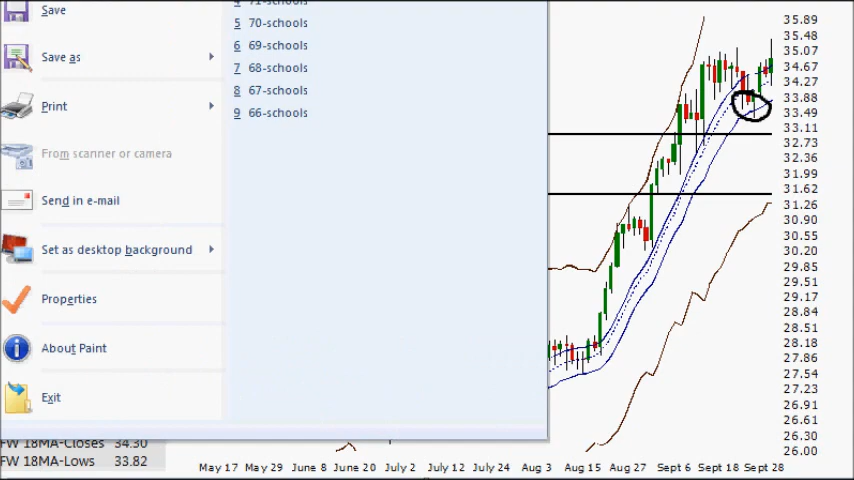 Save
Save as
Print
From scanner or camera
Send in e-mail
Set as desktop background
Properties
About Paint
Exit
5 70-schools
6 69-schools
7 68-schools
8 67-schools
9 66-schools
35.89
35.48
35.07
34.67
34.27
33.88
33.49
33.11
32.73
32.36
31.99
31.62
31.26
30.90
30.55
30.20
29.85
29.51
29.17
28.84
28.51
28.18
27.86
27.54
27.23
26.91
26.61
26.30
26.00
FW 18MA-Closes 34.30
FW 18MA-Lows 33.82
May 17 May 29 June 8 June 20 July 2 July 12 July 24 Aug 3 Aug 15 Aug 27 Sept 6 Sept 18 Sept 28